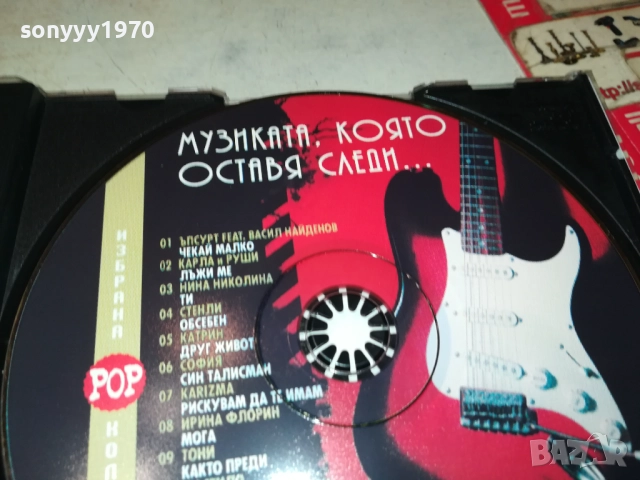 sonyyy1970
МУЗИКАТА, КОЯТО
ОСТАВЯ СЛЕДИ...
ИЗБРАНА
POP
01 ЪПСУРТ FEAT. ВАСИЛ НАЙДЕНОВ
ЧЕКАЙ МАЛКО
02 КАРЛА И РУШИ
ЛЪЖИ МЕ
03 НИНА НИКОЛИНА
ТИ
04 СТЕНЛИ
ОБСЕБЕН
05 КАТРИН
ДРУГ ЖИВОТ
06 СОФИЯ
СИН ТАЛИСМАН
07 KARIZMA
РИСКУВАМ ДА ТЕ ИМАМ
08 ИРИНА ФЛОРИН
МОГА
09 ТОНИ
КАКТО ПРЕДИ
BAZAR